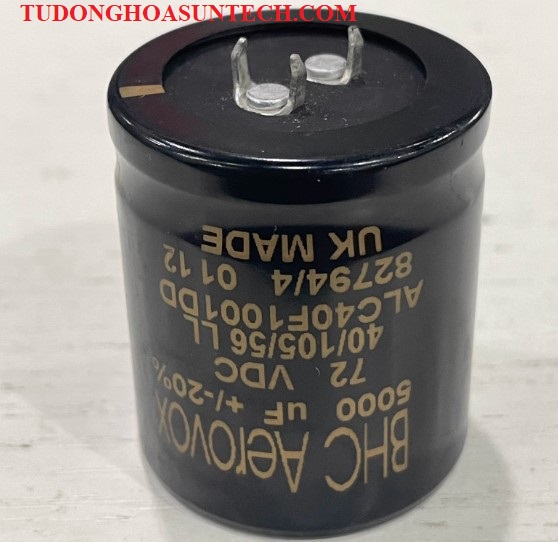 TUDONGHOASUNTECH.COM
BHC Aerovox
5000 uF +/-20%
72 VDC
40/105/56 LL
ALC40F1001DD
82794/4 0112
UK MADE